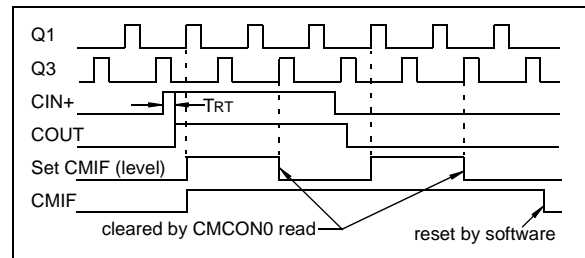 Q1
Q3
CIN+
TRT
COUT
Set CMIF (level)
CMIF
cleared by CMCON0 read
reset by software